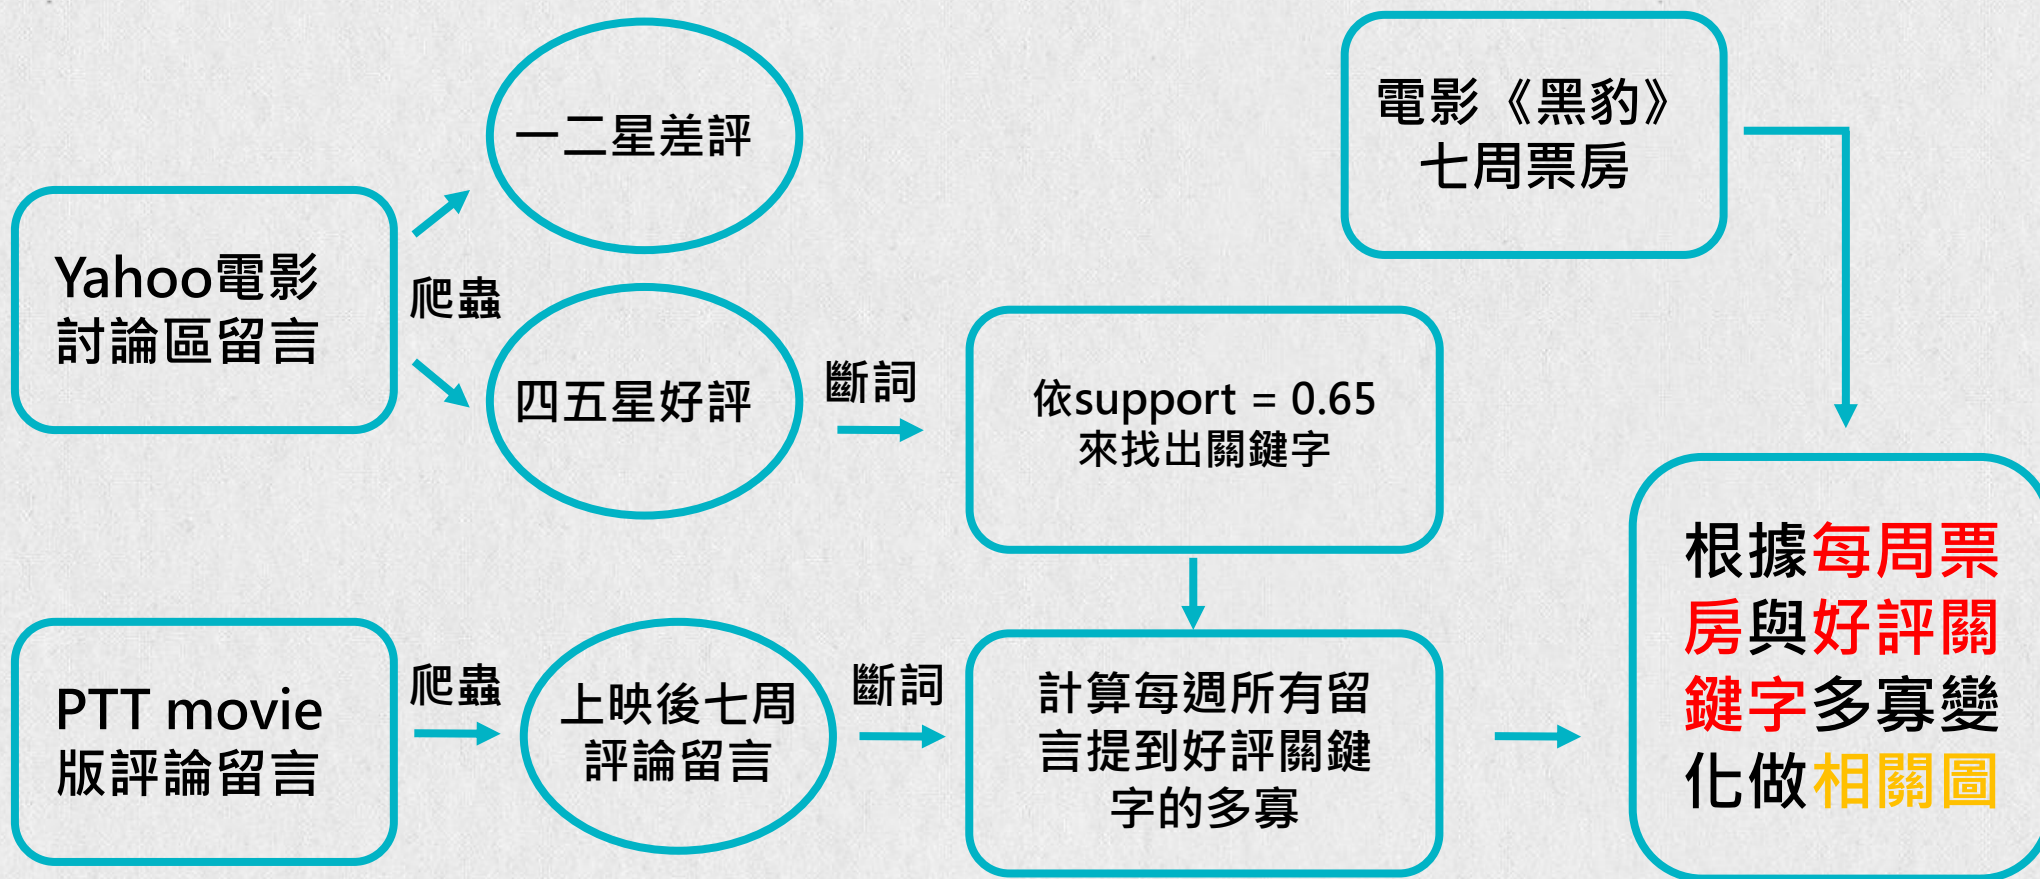 一二星差評
電影《黑豹》
七周票房
Yahoo電影
討論區留言
爬蟲
四五星好評
斷詞
依support = 0.65
來找出關鍵字
根據每周票
房與好評關
鍵字多寡變
化做相關圖
PTT movie
版評論留言
爬蟲
上映後七周
評論留言
斷詞
計算每週所有留
言提到好評關鍵
字的多寡